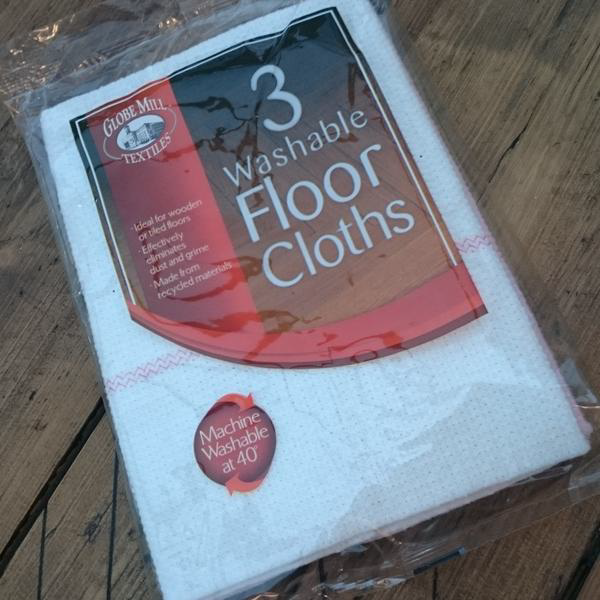 GLOBE MILL
TEXTILES
3
Washable
Floor
Cloths
·Ideal for wooden
or tiled floors
·Effectively
eliminates
dust and grime
·Made from
recycled materials
Machine
Washable
at 40°